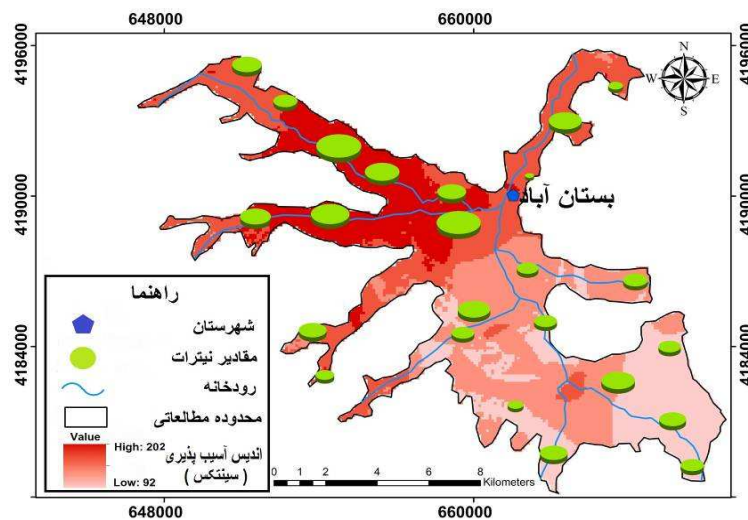 648000 660000
4196000
4190000
4184000
N
W E
S
بستان آباد
راهنما
شهرستان
مقادیر نیترات
رودخانه
محدوده مطالعاتی
Value
High: 202
Low: 92
اندیس آسیب پذیری
( سینتکس )
0 1 2 4 6 8
Kilometers
4196000
4190000
4184000
648000 660000